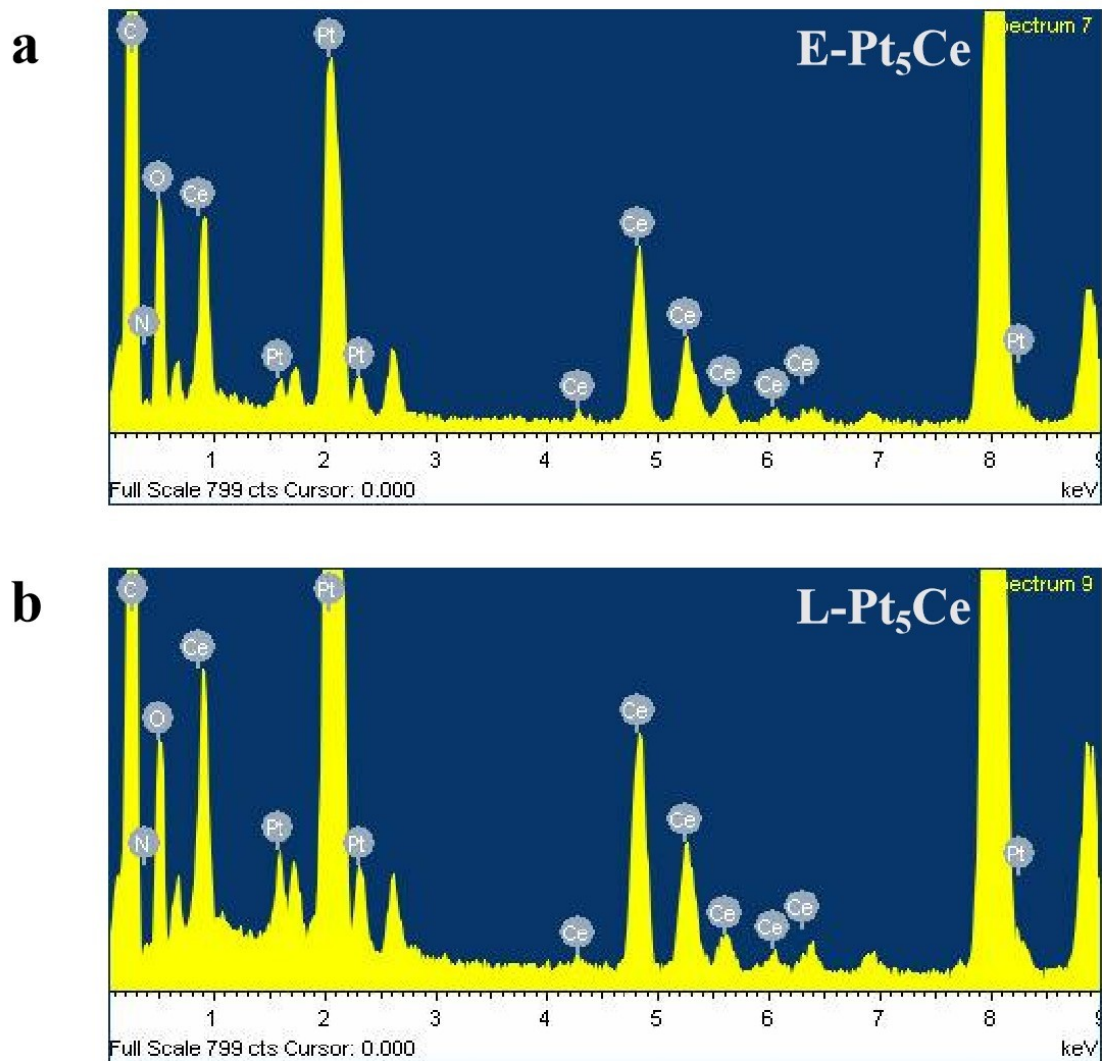 a
E-Pt₅Ce
pectrum 7
C
Pt
O
Ce
N
Pt
Pt
Ce
Ce
Ce
Ce
Ce
Ce
Pt
1 2 3 4 5 6 7 8 9
Full Scale 799 cts Cursor: 0.000 keV
b
L-Pt₅Ce
pectrum 9
C
Pt
Ce
O
N
Pt
Pt
Ce
Ce
Ce
Ce
Ce
Ce
Pt
1 2 3 4 5 6 7 8 9
Full Scale 799 cts Cursor: 0.000 keV